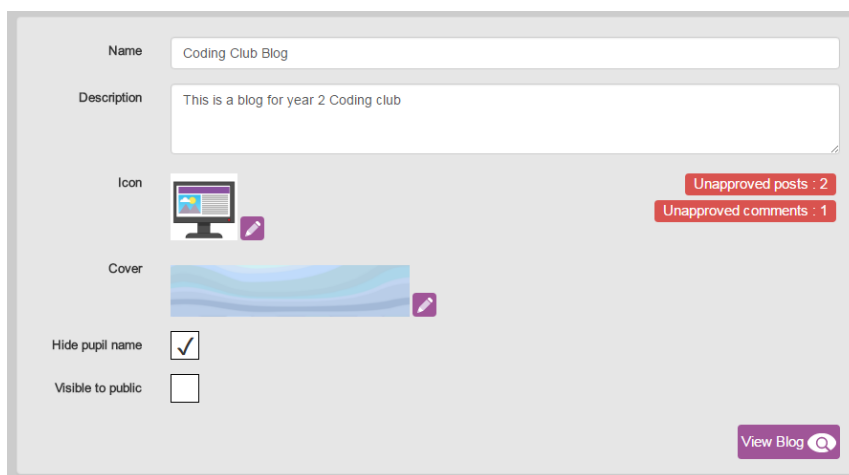 Name
Coding Club Blog
Description
This is a blog for year 2 Coding club
Icon
Unapproved posts : 2
Unapproved comments : 1
Cover
Hide pupil name
Visible to public
View Blog